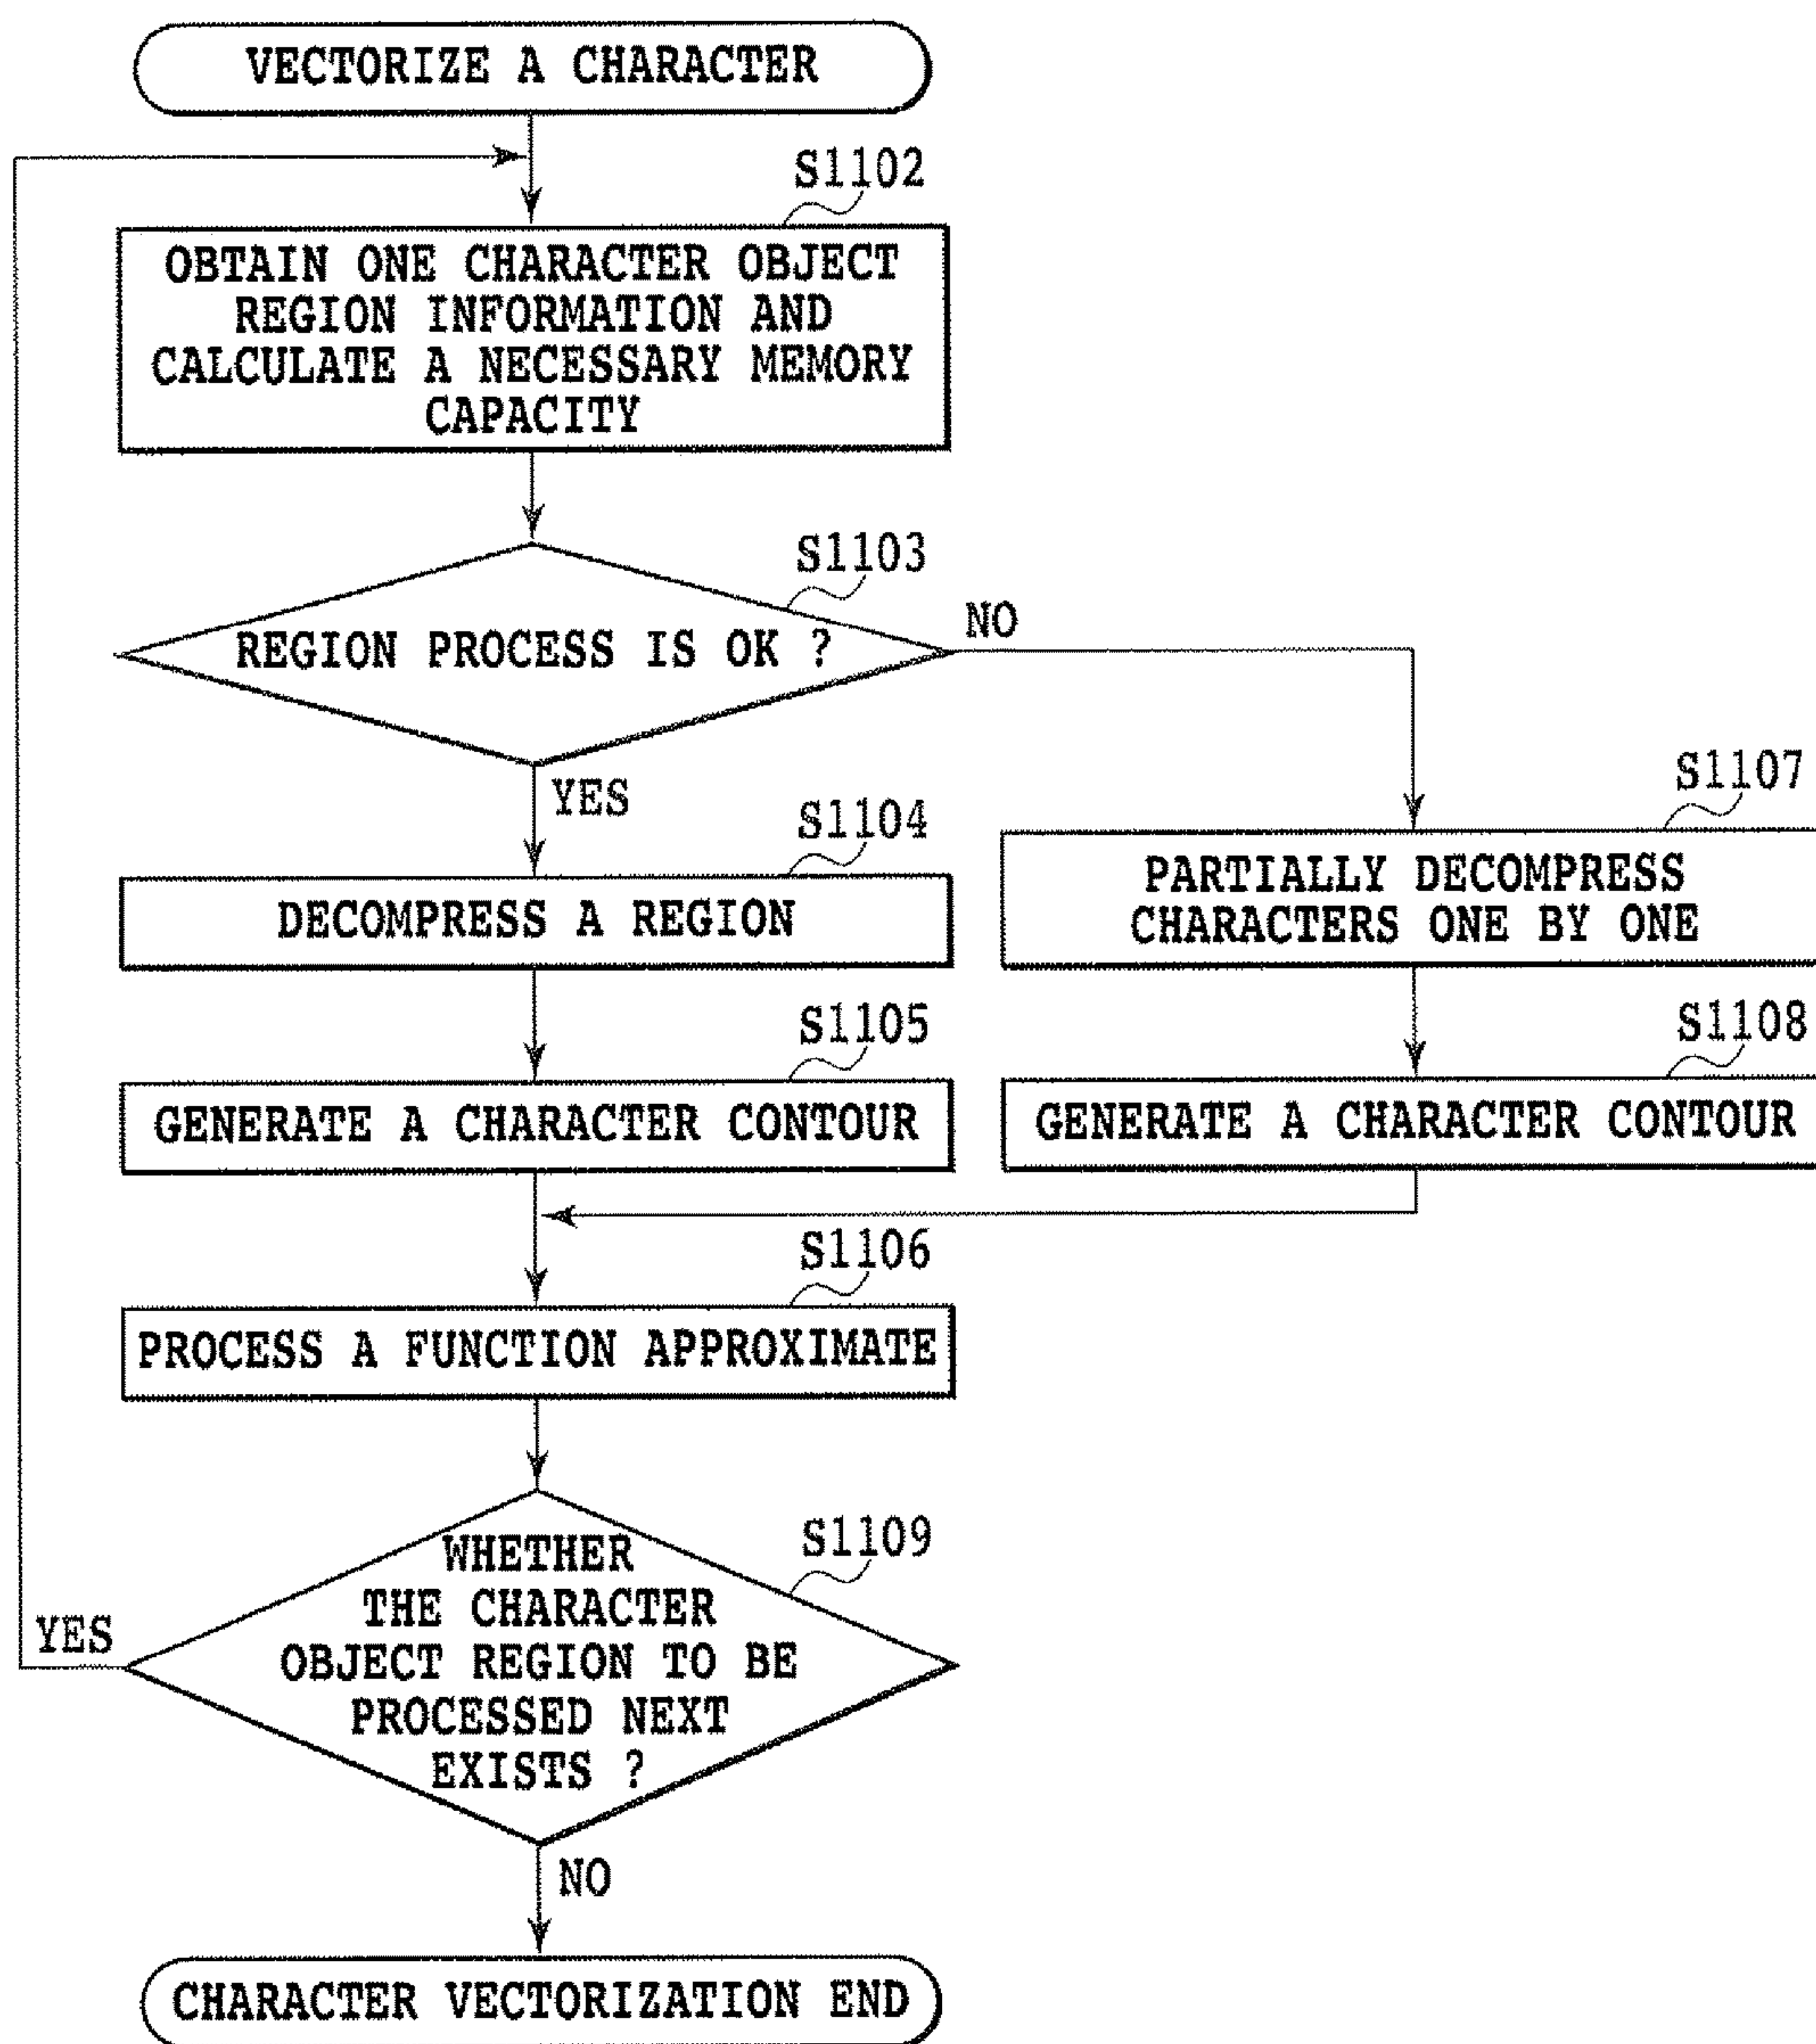 VECTORIZE A CHARACTER
S1102
OBTAIN ONE CHARACTER OBJECT
REGION INFORMATION AND
CALCULATE A NECESSARY MEMORY
CAPACITY
S1103
REGION PROCESS IS OK ?
NO
YES
S1104
DECOMPRESS A REGION
S1107
PARTIALLY DECOMPRESS
CHARACTERS ONE BY ONE
S1105
GENERATE A CHARACTER CONTOUR
S1108
GENERATE A CHARACTER CONTOUR
S1106
PROCESS A FUNCTION APPROXIMATE
S1109
WHETHER
THE CHARACTER
OBJECT REGION TO BE
PROCESSED NEXT
EXISTS ?
YES
NO
CHARACTER VECTORIZATION END